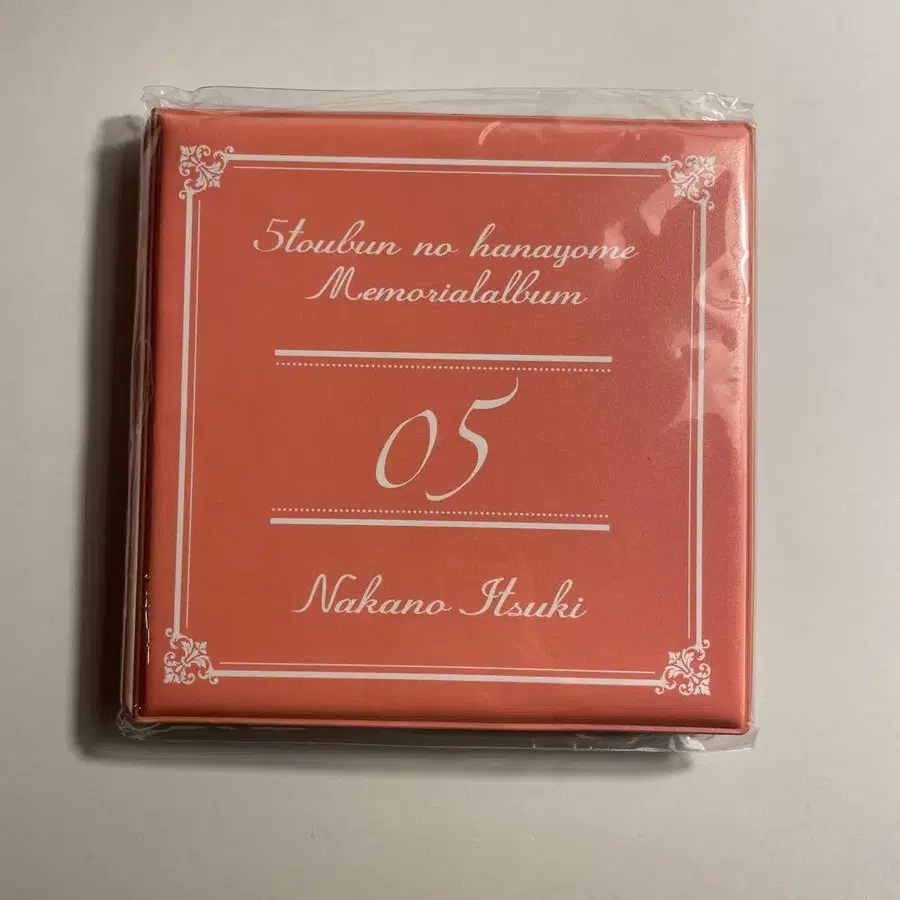 5toubun no hanayome
Memorialalbum
05
Nakano Itsuki